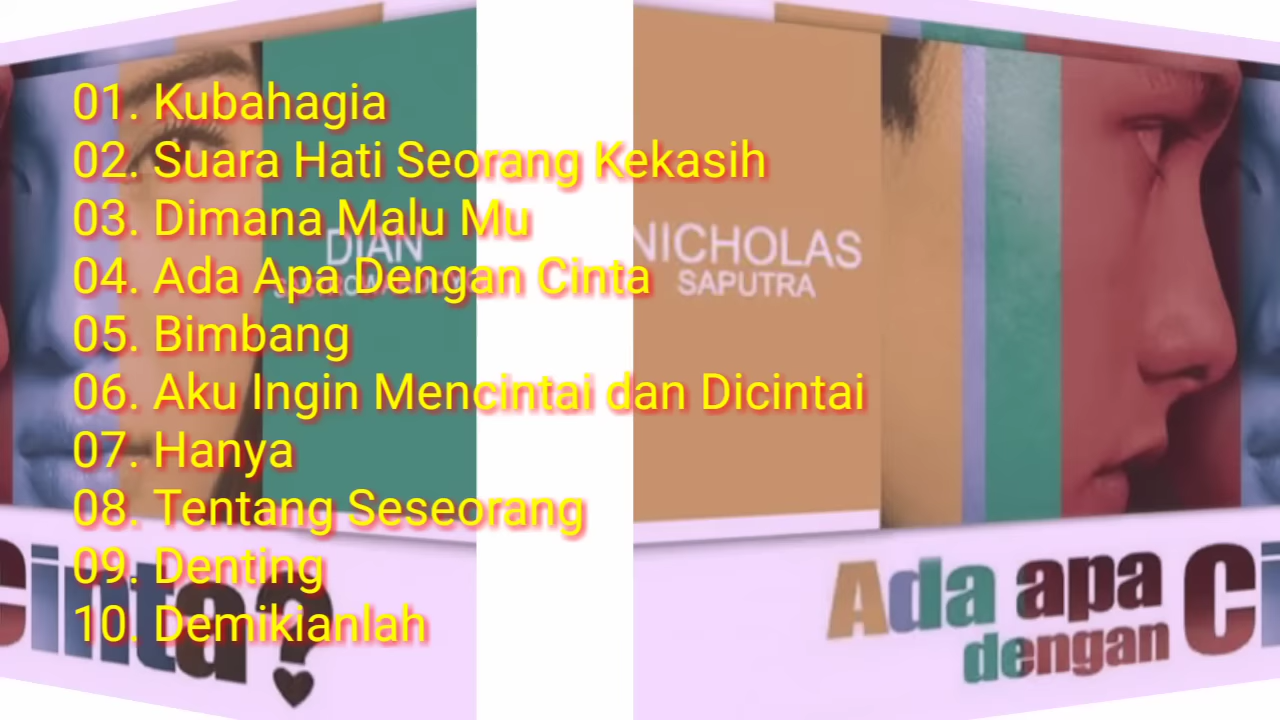 01. Kubahagia
02. Suara Hati Seorang Kekasih
03. Dimana Malu Mu
04. Ada Apa Dengan Cinta
05. Bimbang
06. Aku Ingin Mencintai dan Dicintai
07. Hanya
08. Tentang Seseorang
09. Denting
10. Demikianlah
DIAN
NICHOLAS
SAPUTRA
Cinta?
Ada apa
dengan Ci